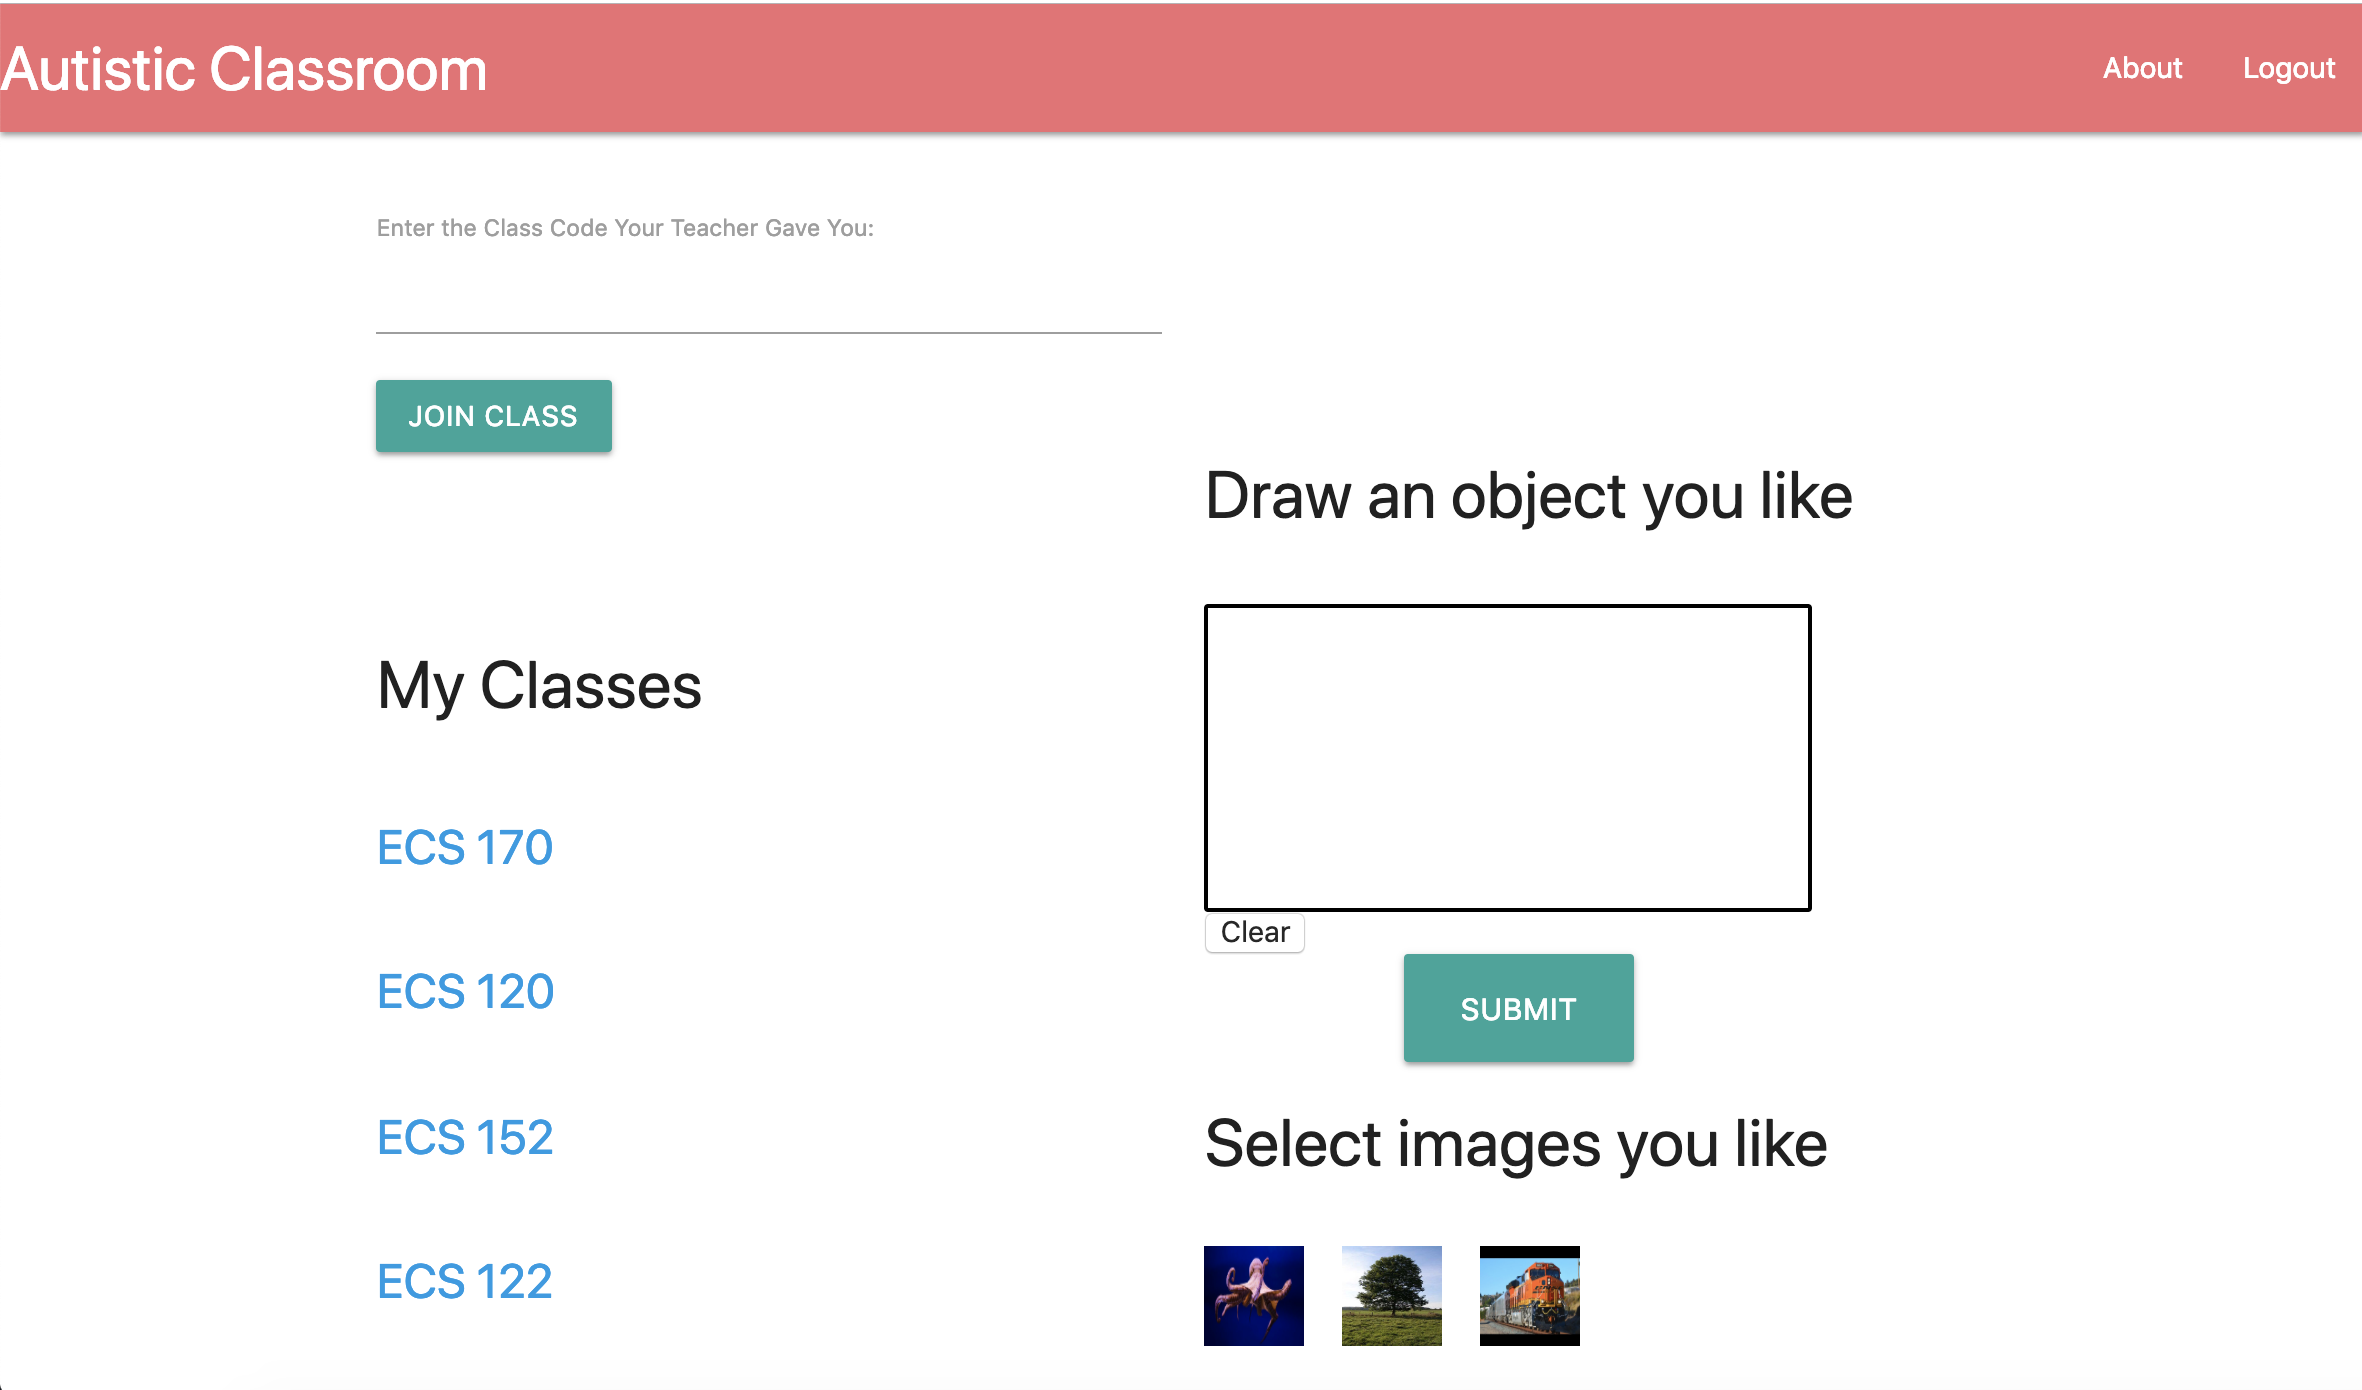 Autistic Classroom
About
Logout
Enter the Class Code Your Teacher Gave You:
JOIN CLASS
My Classes
ECS 170
ECS 120
ECS 152
ECS 122
Draw an object you like
Clear
SUBMIT
Select images you like